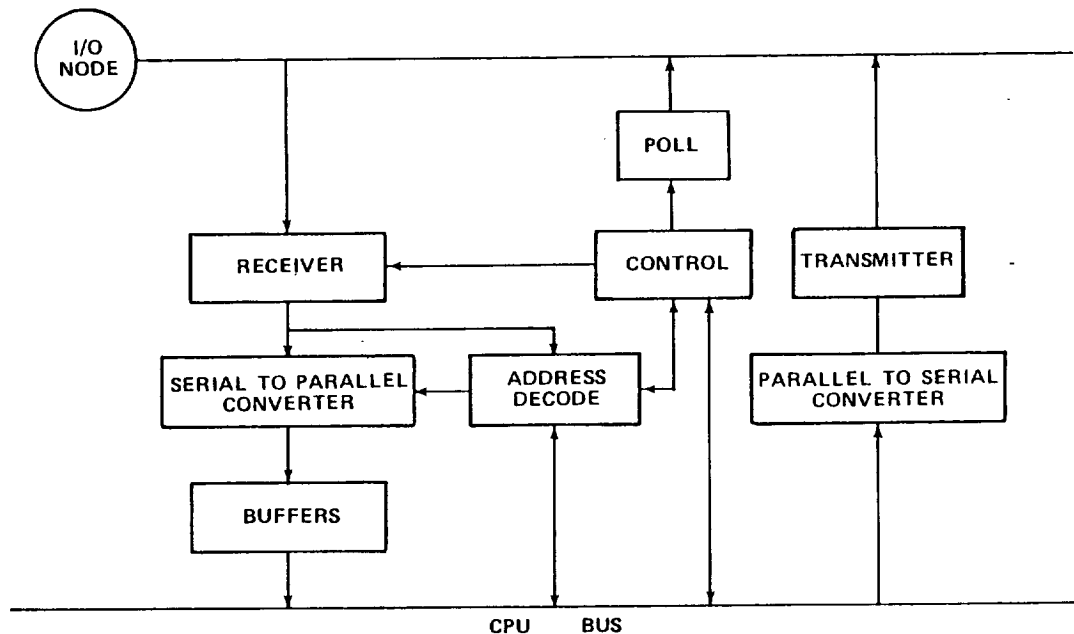 I/O
NODE
POLL
RECEIVER
CONTROL
TRANSMITTER
SERIAL TO PARALLEL
CONVERTER
ADDRESS
DECODE
PARALLEL TO SERIAL
CONVERTER
BUFFERS
CPU BUS